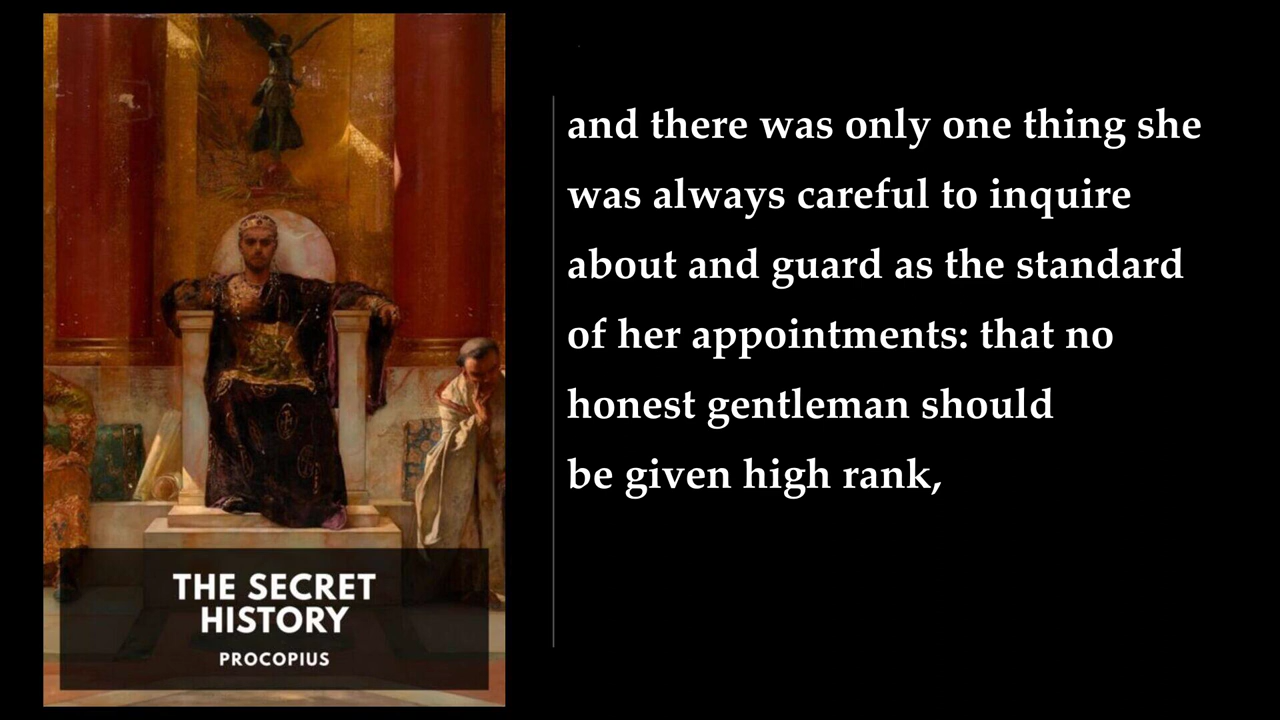 THE SECRET
HISTORY
PROCOPIUS
and there was only one thing she
was always careful to inquire
about and guard as the standard
of her appointments: that no
honest gentleman should
be given high rank,